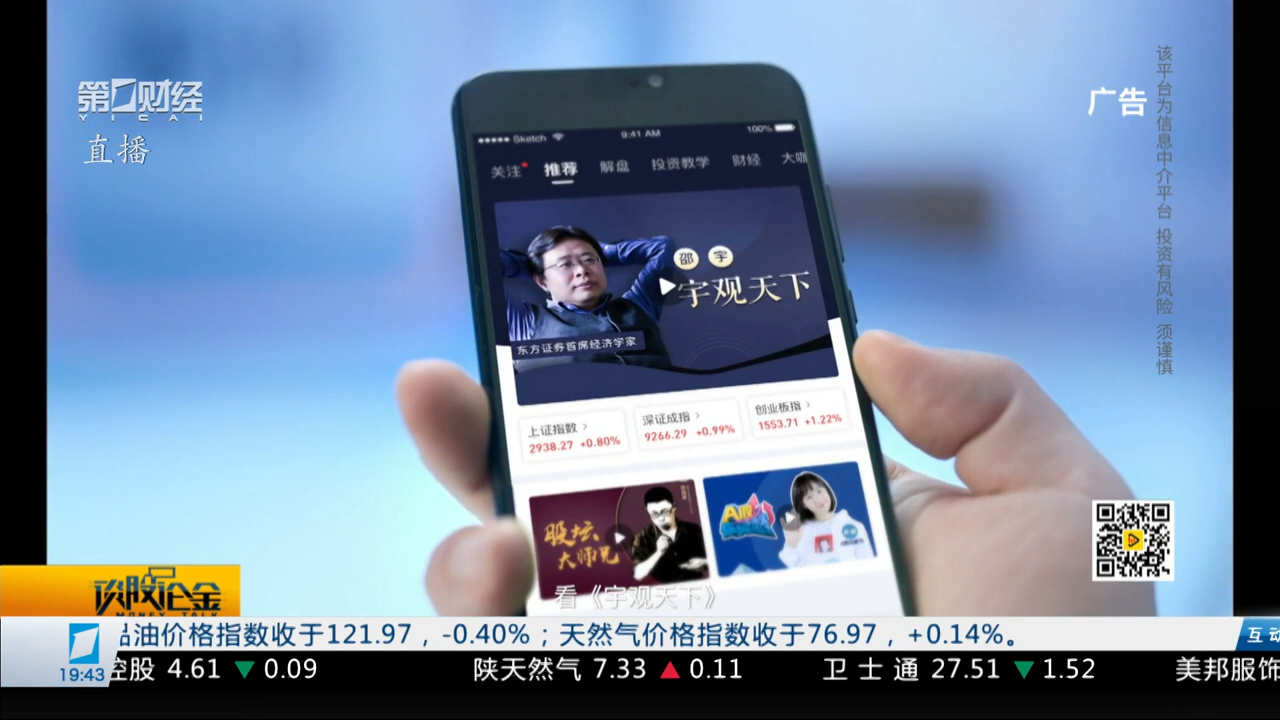 第一财经
YICAI
直播
广告
该平台为信息中介平台 投资有风险 须谨慎
Sketch
9:41 AM
100%
关注 推荐 解盘 投资教学 财经 大咖
邵宇
宇观天下
东方证券首席经济学家
上证指数 >
2938.27 +0.80%
深证成指 >
9266.29 +0.99%
创业板指 >
1553.71 +1.22%
股坛
大师兄
看《宇观天下》
谈股论金
MONEY TALK
品油价格指数收于121.97，-0.40%；天然气价格指数收于76.97，+0.14%。
互动
19:43
控股 4.61 ▼ 0.09 陕天然气 7.33 ▲ 0.11 卫士通 27.51 ▼ 1.52 美邦服饰